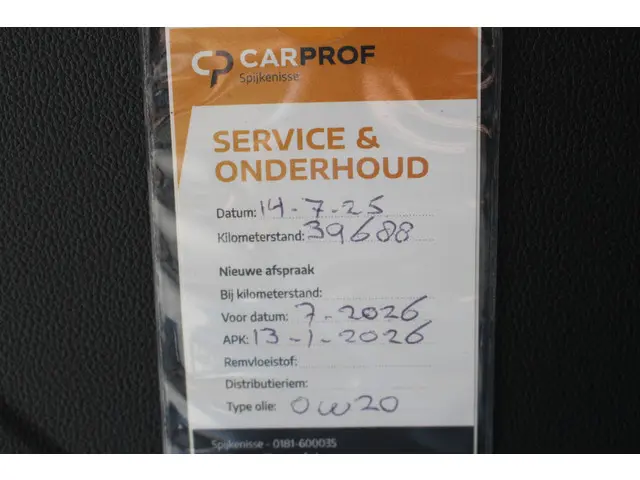 CARPROF
Spijkenisse
SERVICE &
ONDERHOUD
Datum: 14-7-25
Kilometerstand: 39688
Nieuwe afspraak
Bij kilometerstand:
Voor datum: 7-2026
APK: 13-1-2026
Remvloeistof:
Distributieriem:
Type olie: 0W20
Spijkenisse - 0181-600035